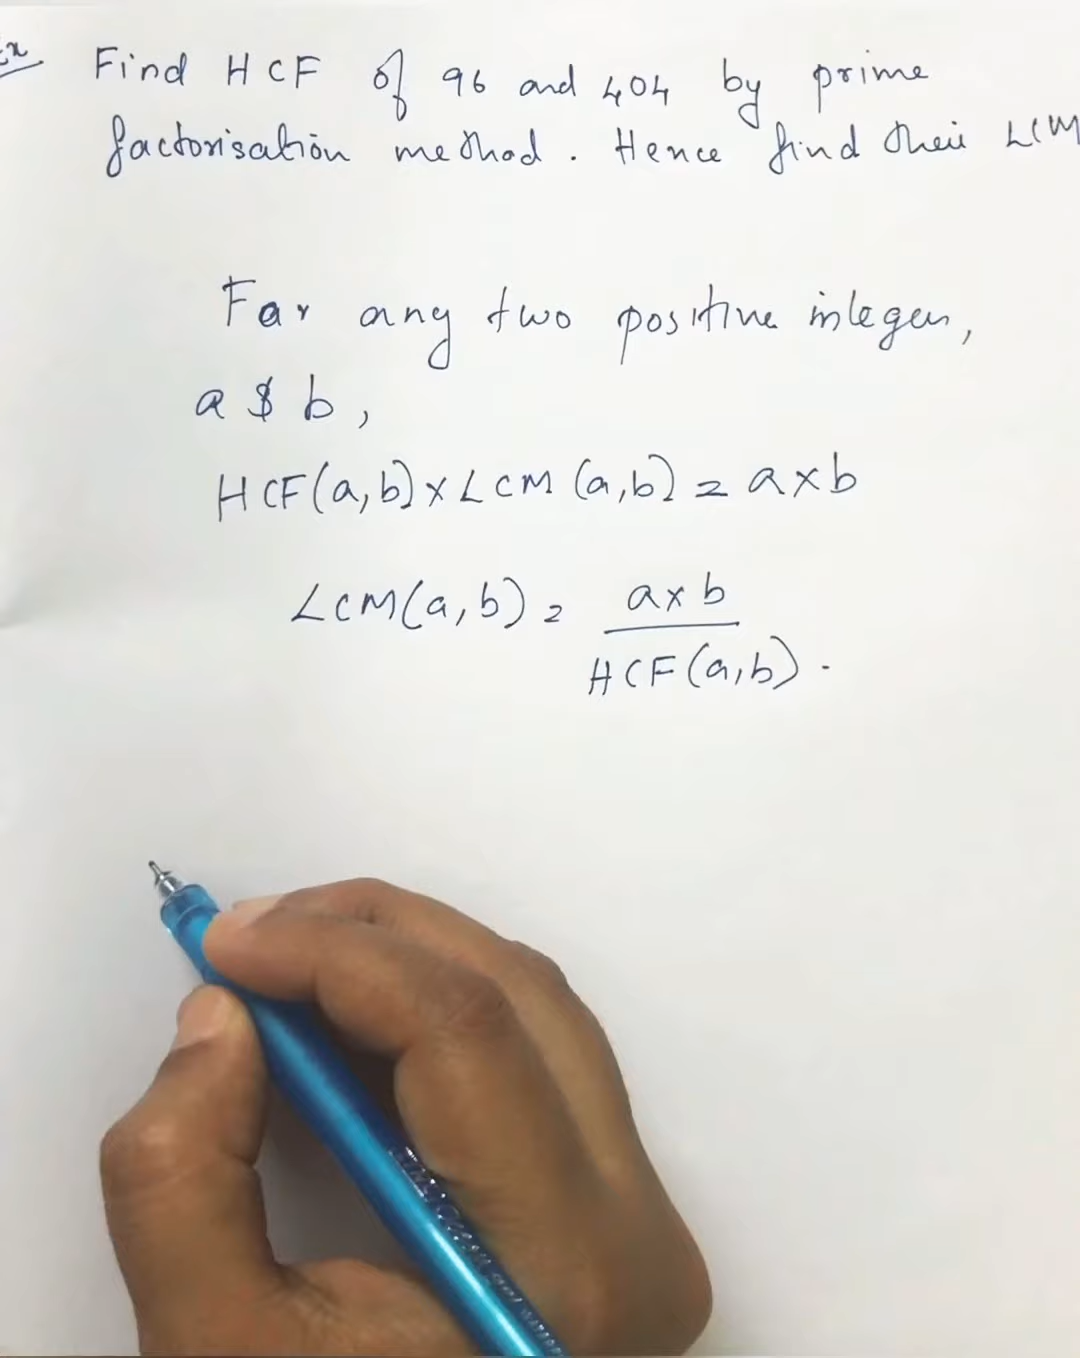 Ex Find HCF of 96 and 404 by prime
factorisation method. Hence find their LCM
For any two positive integers,
a & b,
HCF(a,b) x LCM (a,b) = a x b
LCM(a,b) = a x b
HCF(a,b).